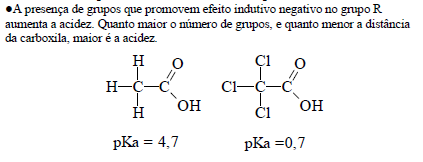 ●A presença de grupos que promovem efeito indutivo negativo no grupo R
aumenta a acidez. Quanto maior o número de grupos, e quanto menor a distância
da carboxila, maior é a acidez.
H Cl
O O
H–C–C Cl–C–C
OH OH
H Cl
pKa = 4,7 pKa =0,7